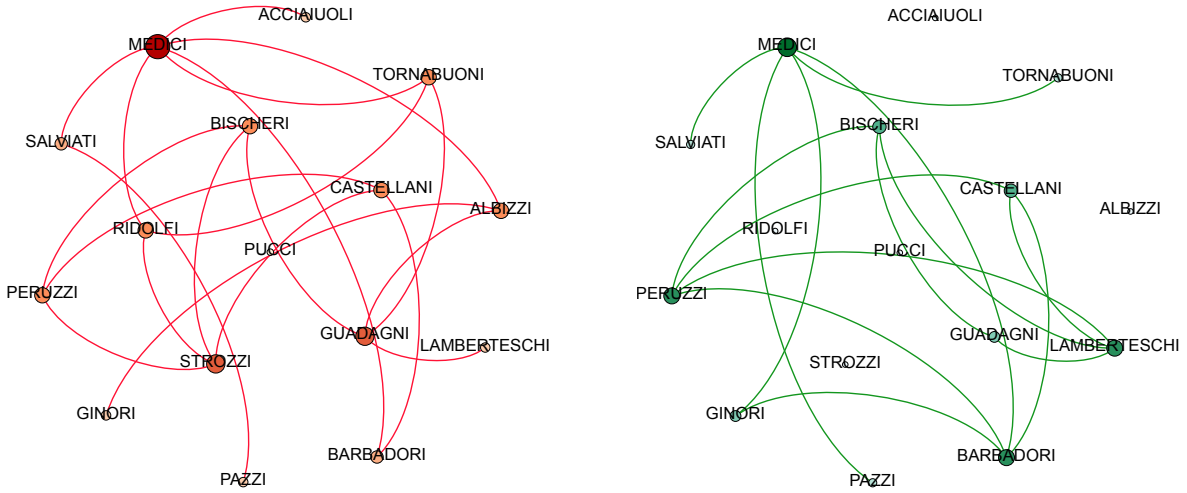 ACCIAIUOLI
MEDICI
TORNABUONI
BISCHERI
SALVIATI
CASTELLANI
ALBIZZI
RIDOLFI
PUCCI
PERUZZI
GUADAGNI
LAMBERTESCHI
STROZZI
GINORI
BARBADORI
PAZZI
ACCIAIUOLI
MEDICI
TORNABUONI
BISCHERI
SALVIATI
CASTELLANI
ALBIZZI
RIDOLFI
PUCCI
PERUZZI
GUADAGNI
LAMBERTESCHI
STROZZI
GINORI
BARBADORI
PAZZI